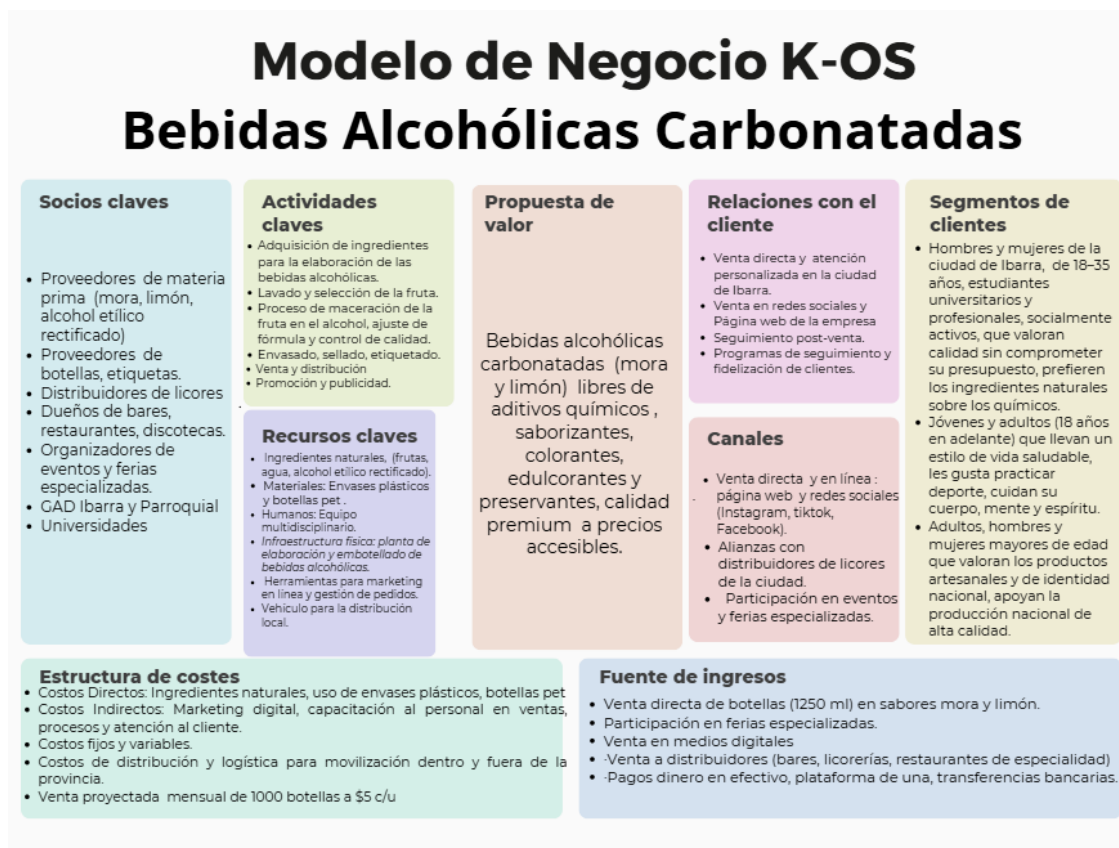 Modelo de Negocio K-OS
Bebidas Alcohólicas Carbonatadas
Socios claves
• Proveedores de materia
prima (mora, limón,
alcohol etílico
rectificado)
• Proveedores de
botellas, etiquetas.
• Distribuidores de licores
• Dueños de bares,
restaurantes, discotecas.
• Organizadores de
eventos y ferias
especializadas.
• GAD Ibarra y Parroquial
• Universidades
Actividades
claves
• Adquisición de ingredientes
para la elaboración de las
bebidas alcohólicas.
• Lavado y selección de la fruta.
• Proceso de maceración de la
fruta en el alcohol, ajuste de
fórmula y control de calidad.
• Envasado, sellado, etiquetado.
• Venta y distribución
• Promoción y publicidad.
Recursos claves
• Ingredientes naturales, (frutas,
agua, alcohol etílico rectificado).
• Materiales: Envases plásticos
y botellas pet .
• Humanos: Equipo
multidisciplinario.
• Infraestructura física: planta de
elaboración y embotellado de
bebidas alcohólicas.
• Herramientas para marketing
en línea y gestión de pedidos.
• Vehículo para la distribución
local.
Propuesta de
valor
Bebidas alcohólicas
carbonatadas (mora
y limón) libres de
aditivos químicos ,
saborizantes,
colorantes,
edulcorantes y
preservantes, calidad
premium a precios
accesibles.
Relaciones con el
cliente
• Venta directa y atención
personalizada en la ciudad
de Ibarra.
• Venta en redes sociales y
Página web de la empresa
• Seguimiento post-venta.
• Programas de seguimiento y
fidelización de clientes.
Canales
• Venta directa y en línea :
página web y redes sociales
(Instagram, tiktok,
Facebook).
• Alianzas con
distribuidores de licores
de la ciudad.
• Participación en eventos
y ferias especializadas.
Segmentos de
clientes
• Hombres y mujeres de la
ciudad de Ibarra, de 18–35
años, estudiantes
universitarios y
profesionales, socialmente
activos, que valoran
calidad sin comprometer
su presupuesto, prefieren
los ingredientes naturales
sobre los químicos.
• Jóvenes y adultos (18 años
en adelante) que llevan un
estilo de vida saludable,
les gusta practicar
deporte, cuidan su
cuerpo, mente y espíritu.
• Adultos, hombres y
mujeres mayores de edad
que valoran los productos
artesanales y de identidad
nacional, apoyan la
producción nacional de
alta calidad.
Estructura de costes
• Costos Directos: Ingredientes naturales, uso de envases plásticos, botellas pet
• Costos Indirectos: Marketing digital, capacitación al personal en ventas,
procesos y atención al cliente.
• Costos fijos y variables.
• Costos de distribución y logística para movilización dentro y fuera de la
provincia.
• Venta proyectada mensual de 1000 botellas a $5 c/u
Fuente de ingresos
• Venta directa de botellas (1250 ml) en sabores mora y limón.
• Participación en ferias especializadas.
• Venta en medios digitales
• ·Venta a distribuidores (bares, licorerías, restaurantes de especialidad)
• ·Pagos dinero en efectivo, plataforma de una, transferencias bancarias.